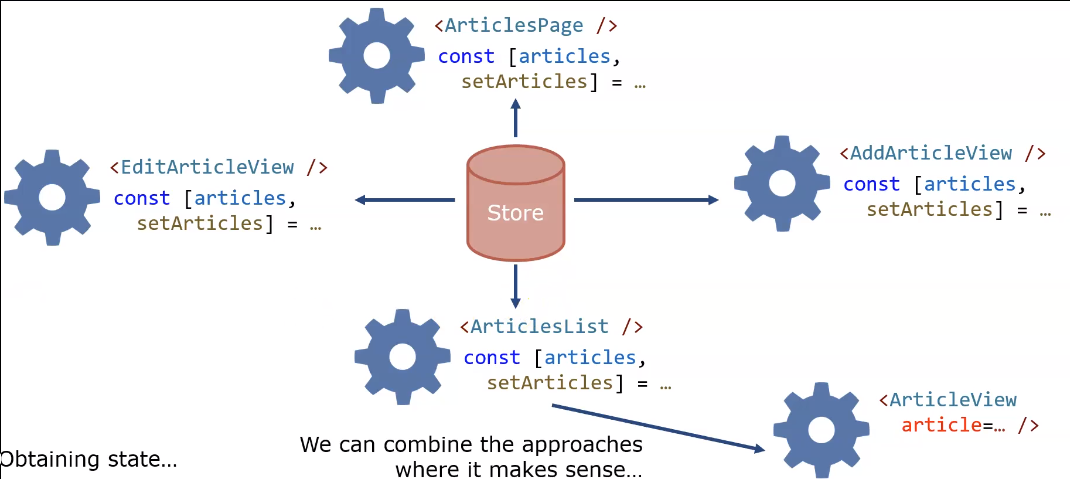 <ArticlesPage />
const [articles,
setArticles] = …
<EditArticleView />
const [articles,
setArticles] = …
Store
<AddArticleView />
const [articles,
setArticles] = …
<ArticlesList />
const [articles,
setArticles] = …
<ArticleView
article=… />
We can combine the approaches
where it makes sense…
Obtaining state…